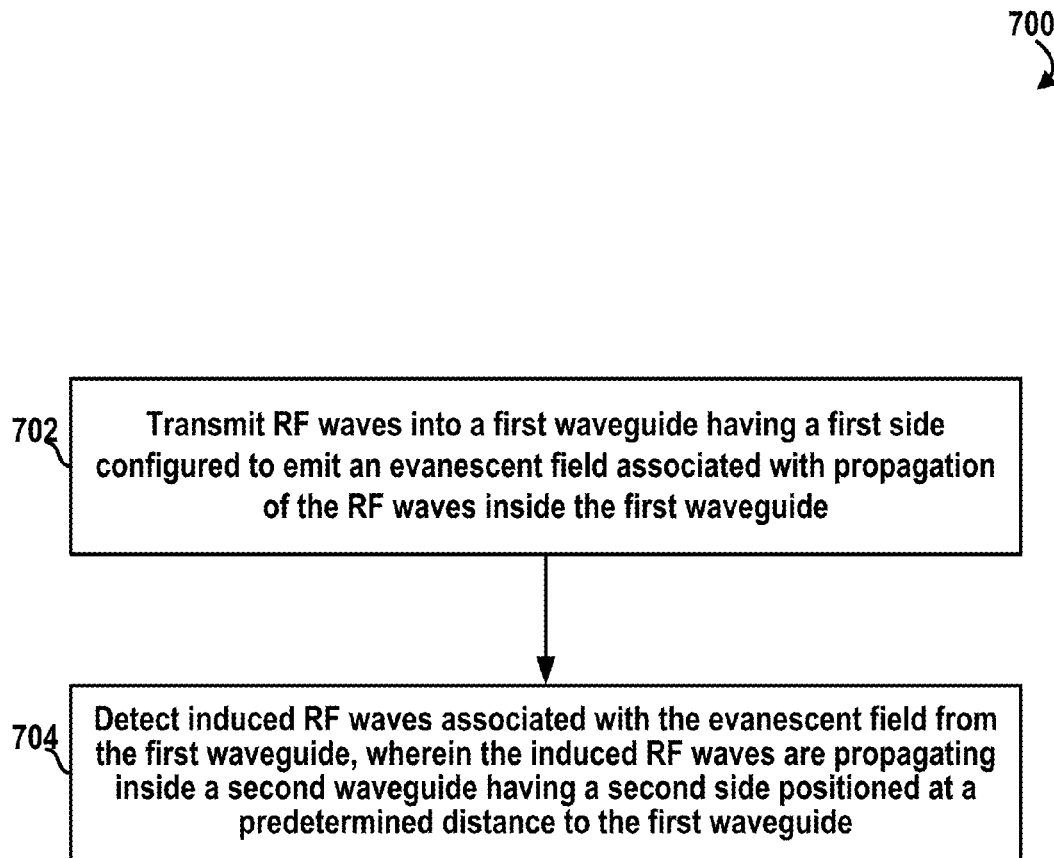 700
702
Transmit RF waves into a first waveguide having a first side
configured to emit an evanescent field associated with propagation
of the RF waves inside the first waveguide
704
Detect induced RF waves associated with the evanescent field from
the first waveguide, wherein the induced RF waves are propagating
inside a second waveguide having a second side positioned at a
predetermined distance to the first waveguide